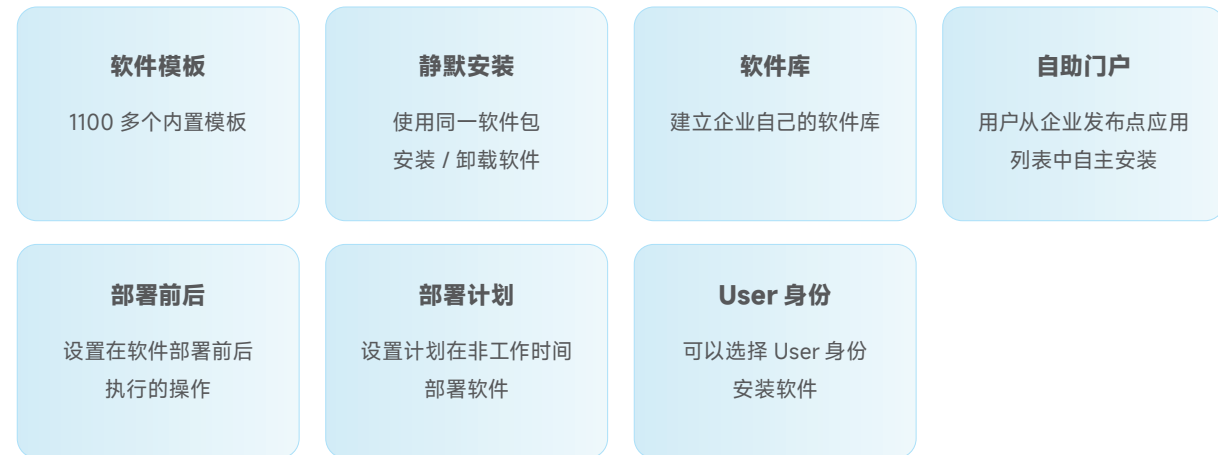 软件模板
1100 多个内置模板
静默安装
使用同一软件包
安装 / 卸载软件
软件库
建立企业自己的软件库
自助门户
用户从企业发布点应用
列表中自主安装
部署前后
设置在软件部署前后
执行的操作
部署计划
设置计划在非工作时间
部署软件
User 身份
可以选择 User 身份
安装软件